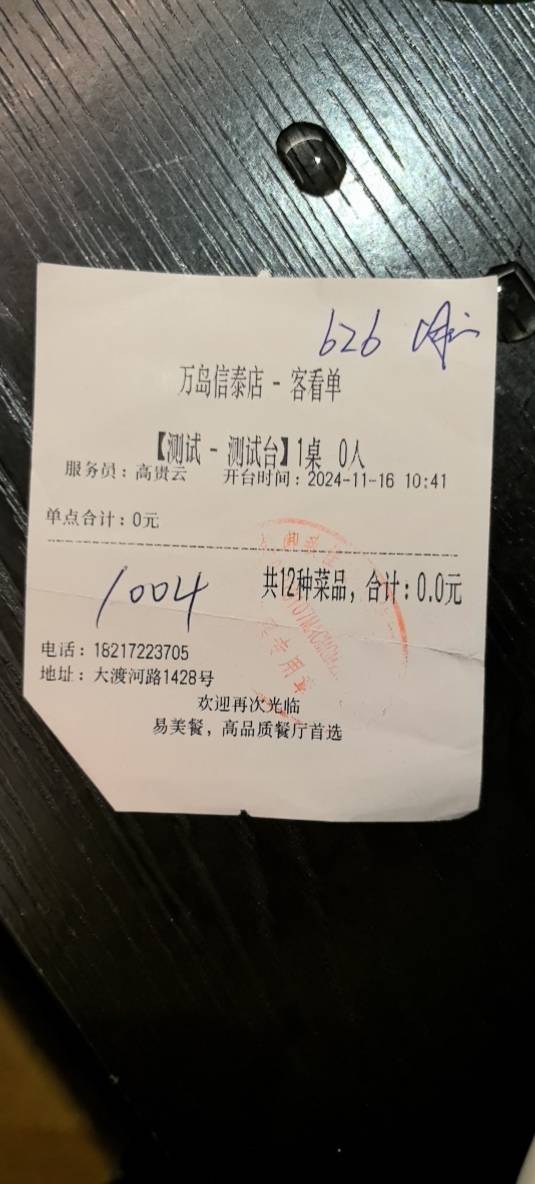 626
万岛信泰店 - 客看单
【测试 - 测试台】1桌 0人
服务员：高贵云 开台时间：2024-11-16 10:41
单点合计：0元
1004 共12种菜品，合计：0.0元
专用章
电话：18217223705
地址：大渡河路1428号
欢迎再次光临
易美餐，高品质餐厅首选